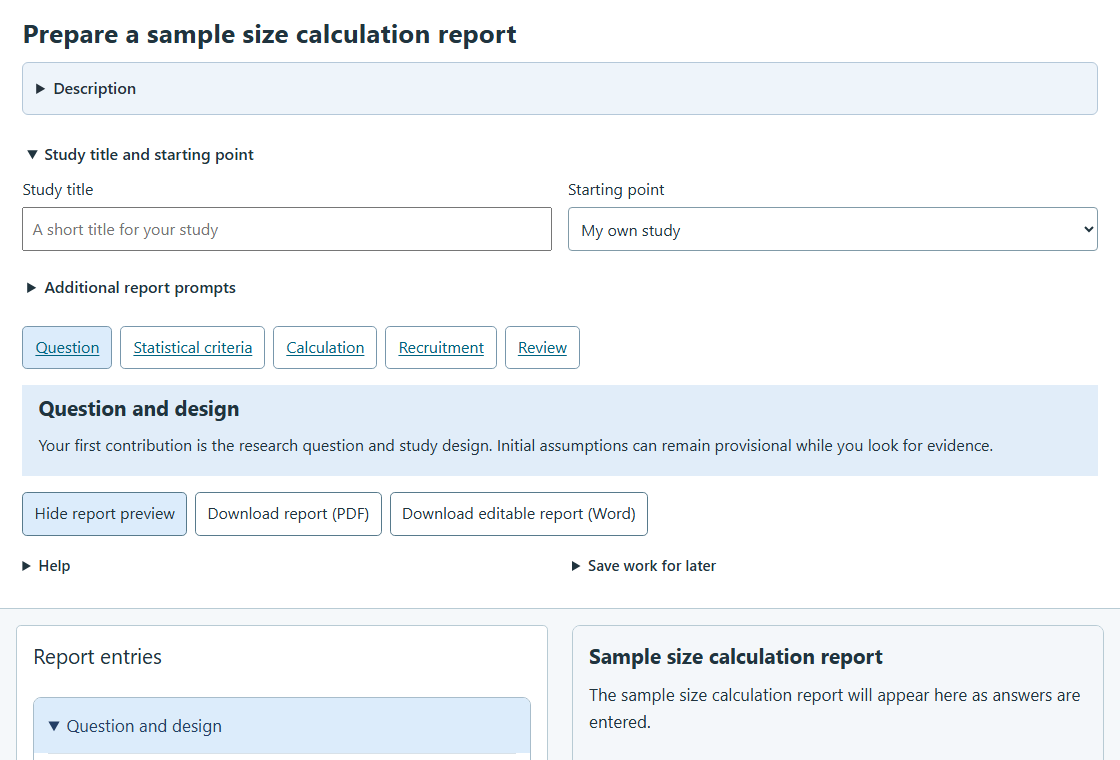 Prepare a sample size calculation report
Description
Study title and starting point
Study title
Starting point
A short title for your study
My own study
Additional report prompts
Question
Statistical criteria
Calculation
Recruitment
Review
Question and design
Your first contribution is the research question and study design. Initial assumptions can remain provisional while you look for evidence.
Hide report preview
Download report (PDF)
Download editable report (Word)
Help
Save work for later
Report entries
Question and design
Sample size calculation report
The sample size calculation report will appear here as answers are
entered.